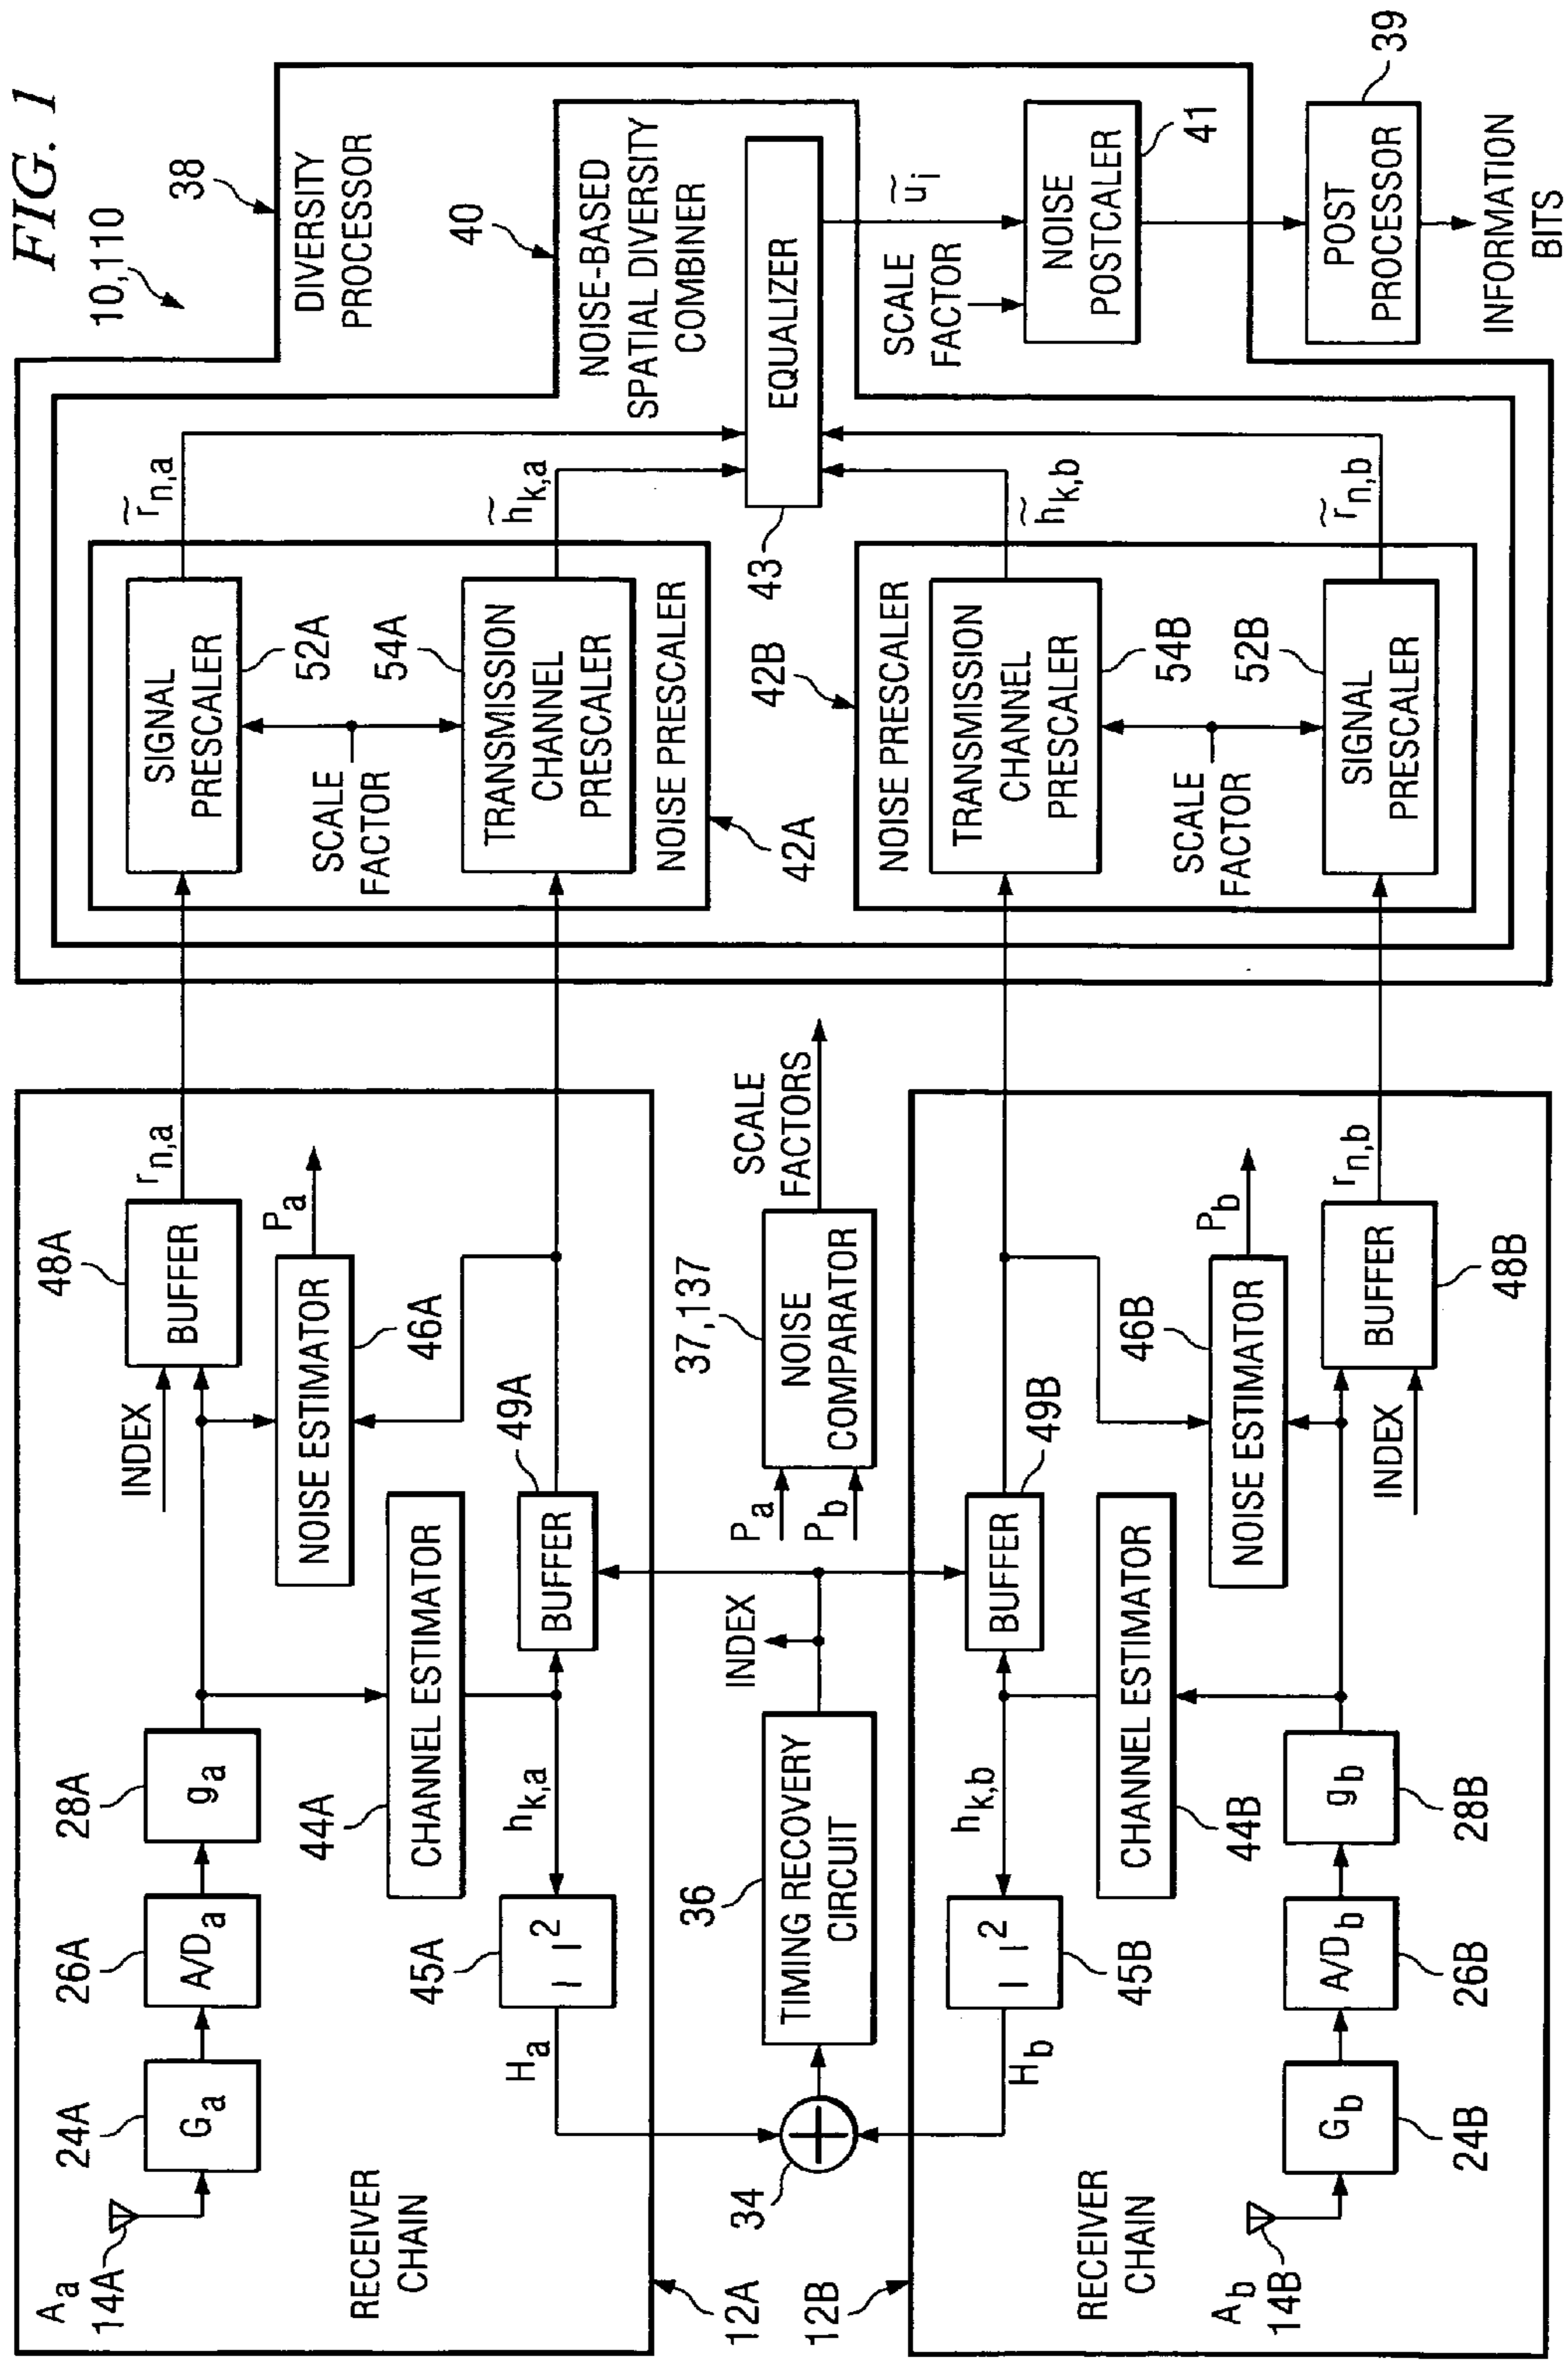 FIG. 1
10,110
38
DIVERSITY
PROCESSOR
40
NOISE-BASED
SPATIAL DIVERSITY
COMBINER
EQUALIZER
43
ũi
SCALE
FACTOR
NOISE
POSTCALER
41
POST
PROCESSOR
39
INFORMATION
BITS
r̃n,a
h̃k,a
h̃k,b
r̃n,b
SIGNAL
PRESCALER
52A
SCALE
FACTOR
54A
TRANSMISSION
CHANNEL
PRESCALER
NOISE PRESCALER
42A
42B
NOISE PRESCALER
TRANSMISSION
CHANNEL
PRESCALER
54B
SCALE
FACTOR
52B
SIGNAL
PRESCALER
Aa
14A
24A
Ga
26A
A/Da
28A
ga
INDEX
48A
BUFFER
rn,a
NOISE ESTIMATOR
46A
Pa
44A
CHANNEL ESTIMATOR
hk,a
49A
BUFFER
45A
| |2
Ha
RECEIVER
CHAIN
12A
34
36
TIMING RECOVERY
CIRCUIT
INDEX
Pa
Pb
37,137
NOISE
COMPARATOR
SCALE
FACTORS
12B
RECEIVER
CHAIN
Hb
| |2
45B
hk,b
BUFFER
49B
CHANNEL ESTIMATOR
44B
46B
NOISE ESTIMATOR
Pb
Ab
14B
Gb
24B
A/Db
26B
gb
28B
INDEX
BUFFER
48B
rn,b